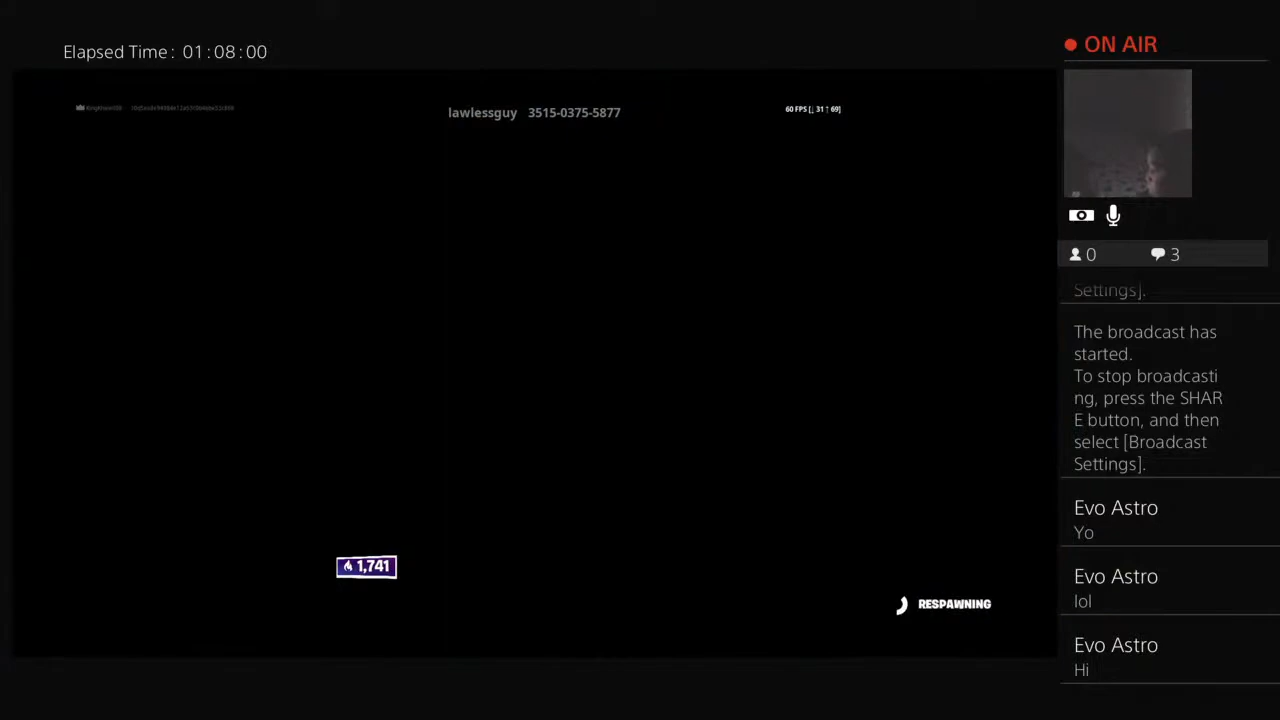 Elapsed Time: 01:08:00
ON AIR
lawlessguy 3515-0375-5877
60 FPS [↓ 31 ↑ 69]
0 3
Settings].
The broadcast has
started.
To stop broadcasti
ng, press the SHAR
E button, and then
select [Broadcast
Settings].
Evo Astro
Yo
Evo Astro
lol
Evo Astro
Hi
1,741
RESPAWNING